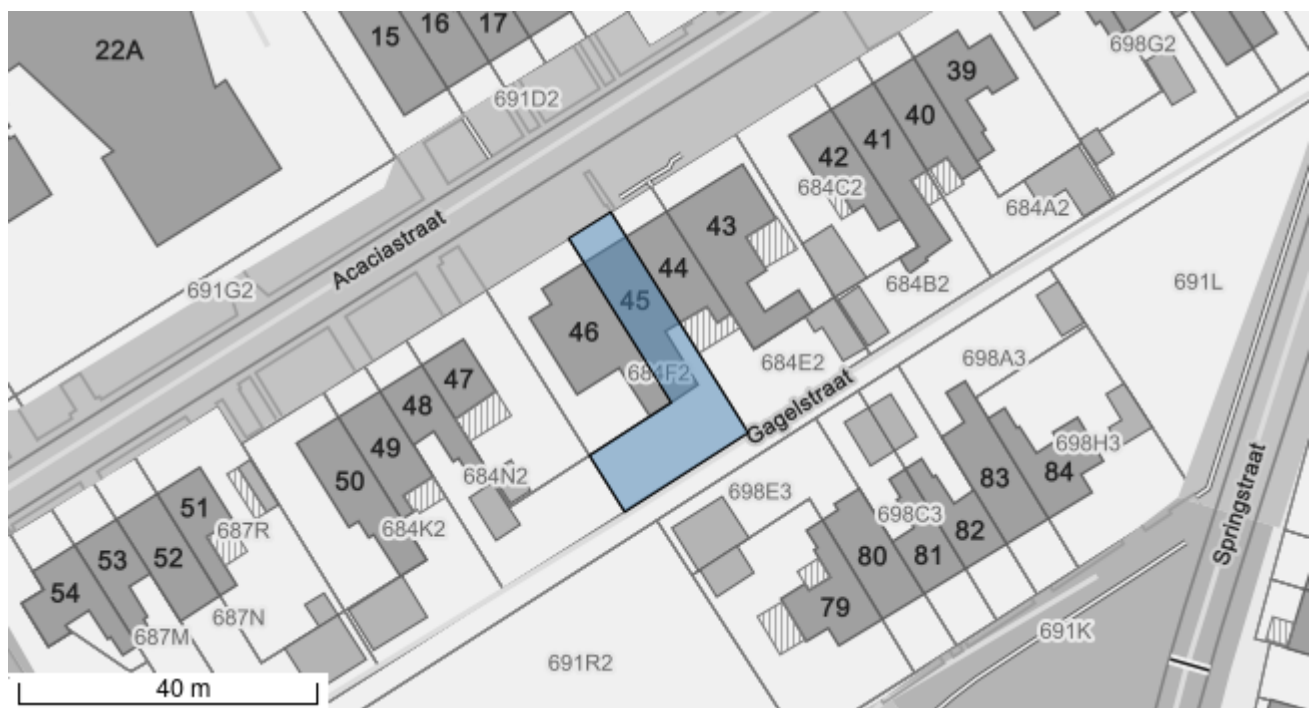 22A
15
16
17
691D2
698G2
39
40
41
42
684C2
684A2
Acaciastraat
691G2
43
44
45
46
684B2
691L
684F2
684E2
698A3
Gagelstraat
47
48
49
50
684N2
684K2
698E3
698C3
698H3
83
84
82
81
80
79
51
52
53
54
687R
687N
687M
Springstraat
691K
691R2
40 m